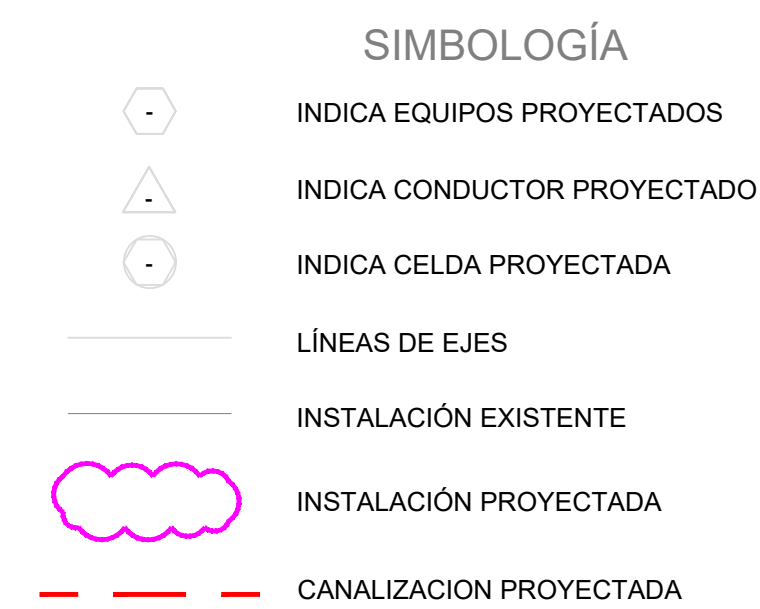 SIMBOLOGÍA
- INDICA EQUIPOS PROYECTADOS
- INDICA CONDUCTOR PROYECTADO
- INDICA CELDA PROYECTADA
LÍNEAS DE EJES
INSTALACIÓN EXISTENTE
INSTALACIÓN PROYECTADA
CANALIZACION PROYECTADA